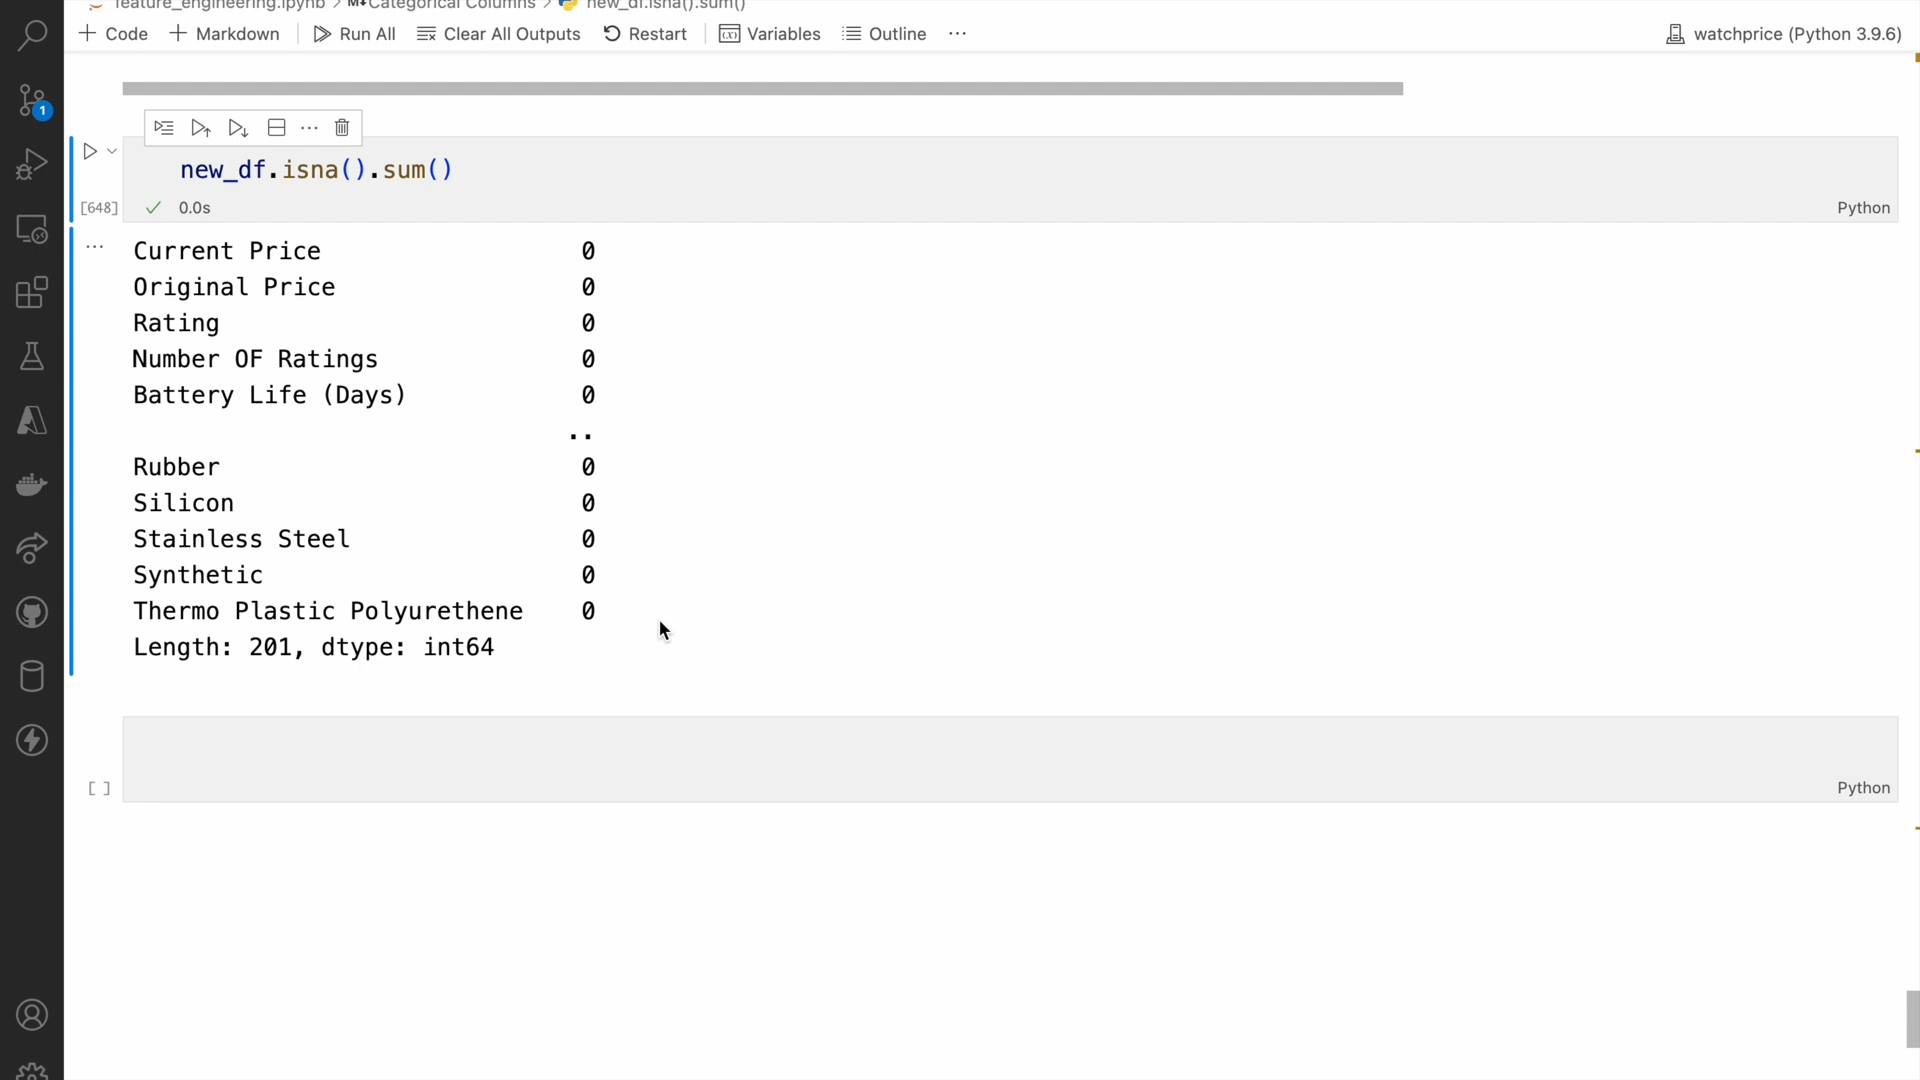 feature_engineering.ipynb > M↓Categorical Columns > new_df.isna().sum()
+ Code + Markdown Run All Clear All Outputs Restart Variables Outline ··· watchprice (Python 3.9.6)
1
new_df.isna().sum()
[648] ✓ 0.0s Python
Current Price 0
Original Price 0
Rating 0
Number OF Ratings 0
Battery Life (Days) 0
..
Rubber 0
Silicon 0
Stainless Steel 0
Synthetic 0
Thermo Plastic Polyurethene 0
Length: 201, dtype: int64
[ ] Python